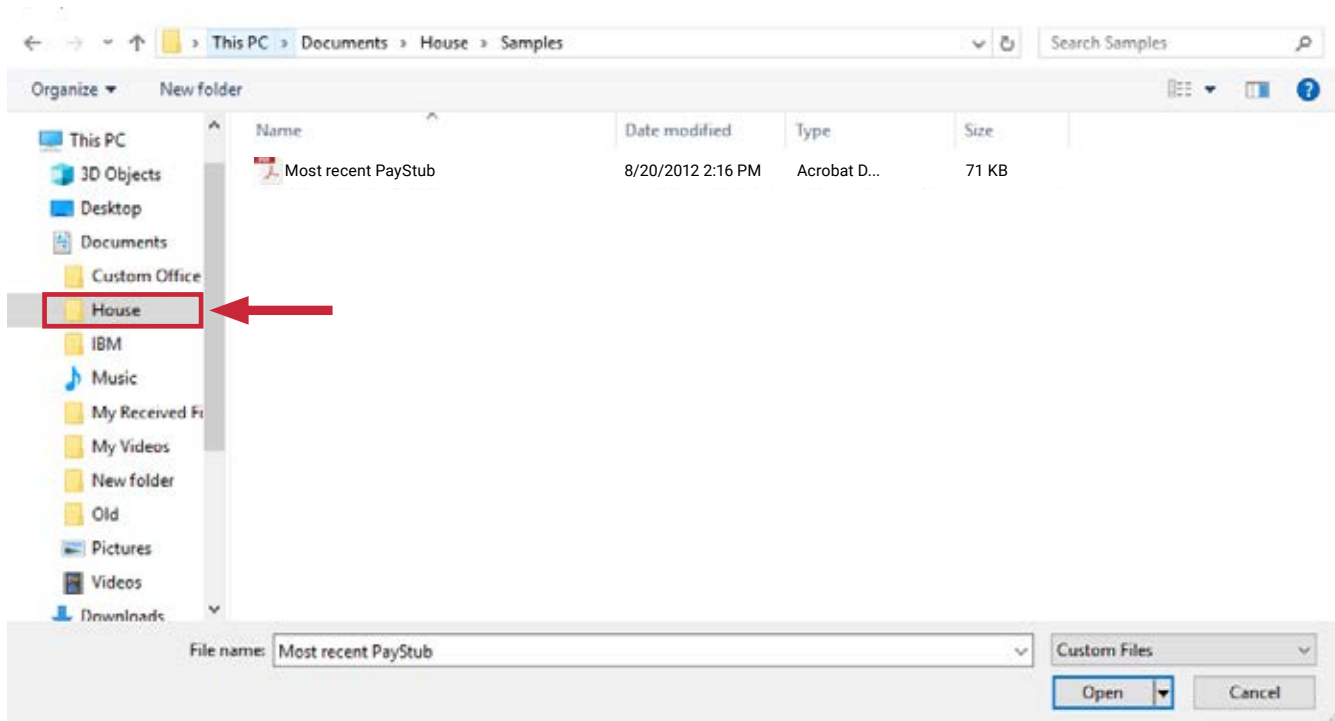 This PC › Documents › House › Samples
Search Samples
Organize
New folder
Name
Date modified
Type
Size
Most recent PayStub
8/20/2012 2:16 PM
Acrobat D...
71 KB
This PC
3D Objects
Desktop
Documents
Custom Office
House
IBM
Music
My Received Fi
My Videos
New folder
Old
Pictures
Videos
Downloads
File name: Most recent PayStub
Custom Files
Open
Cancel